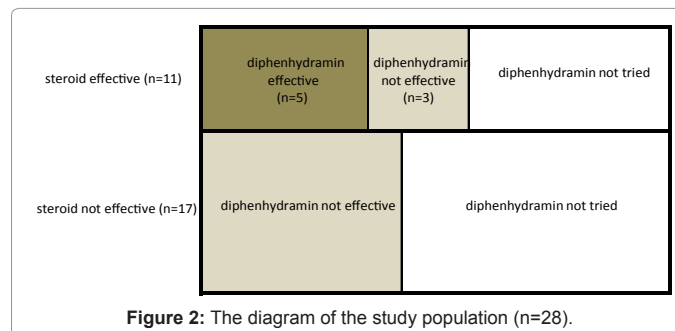 steroid effective (n=11)
diphenhydramin
effective
(n=5)
diphenhydramin
not effective
(n=3)
diphenhydramin not tried
steroid not effective (n=17)
diphenhydramin not effective
diphenhydramin not tried
Figure 2: The diagram of the study population (n=28).